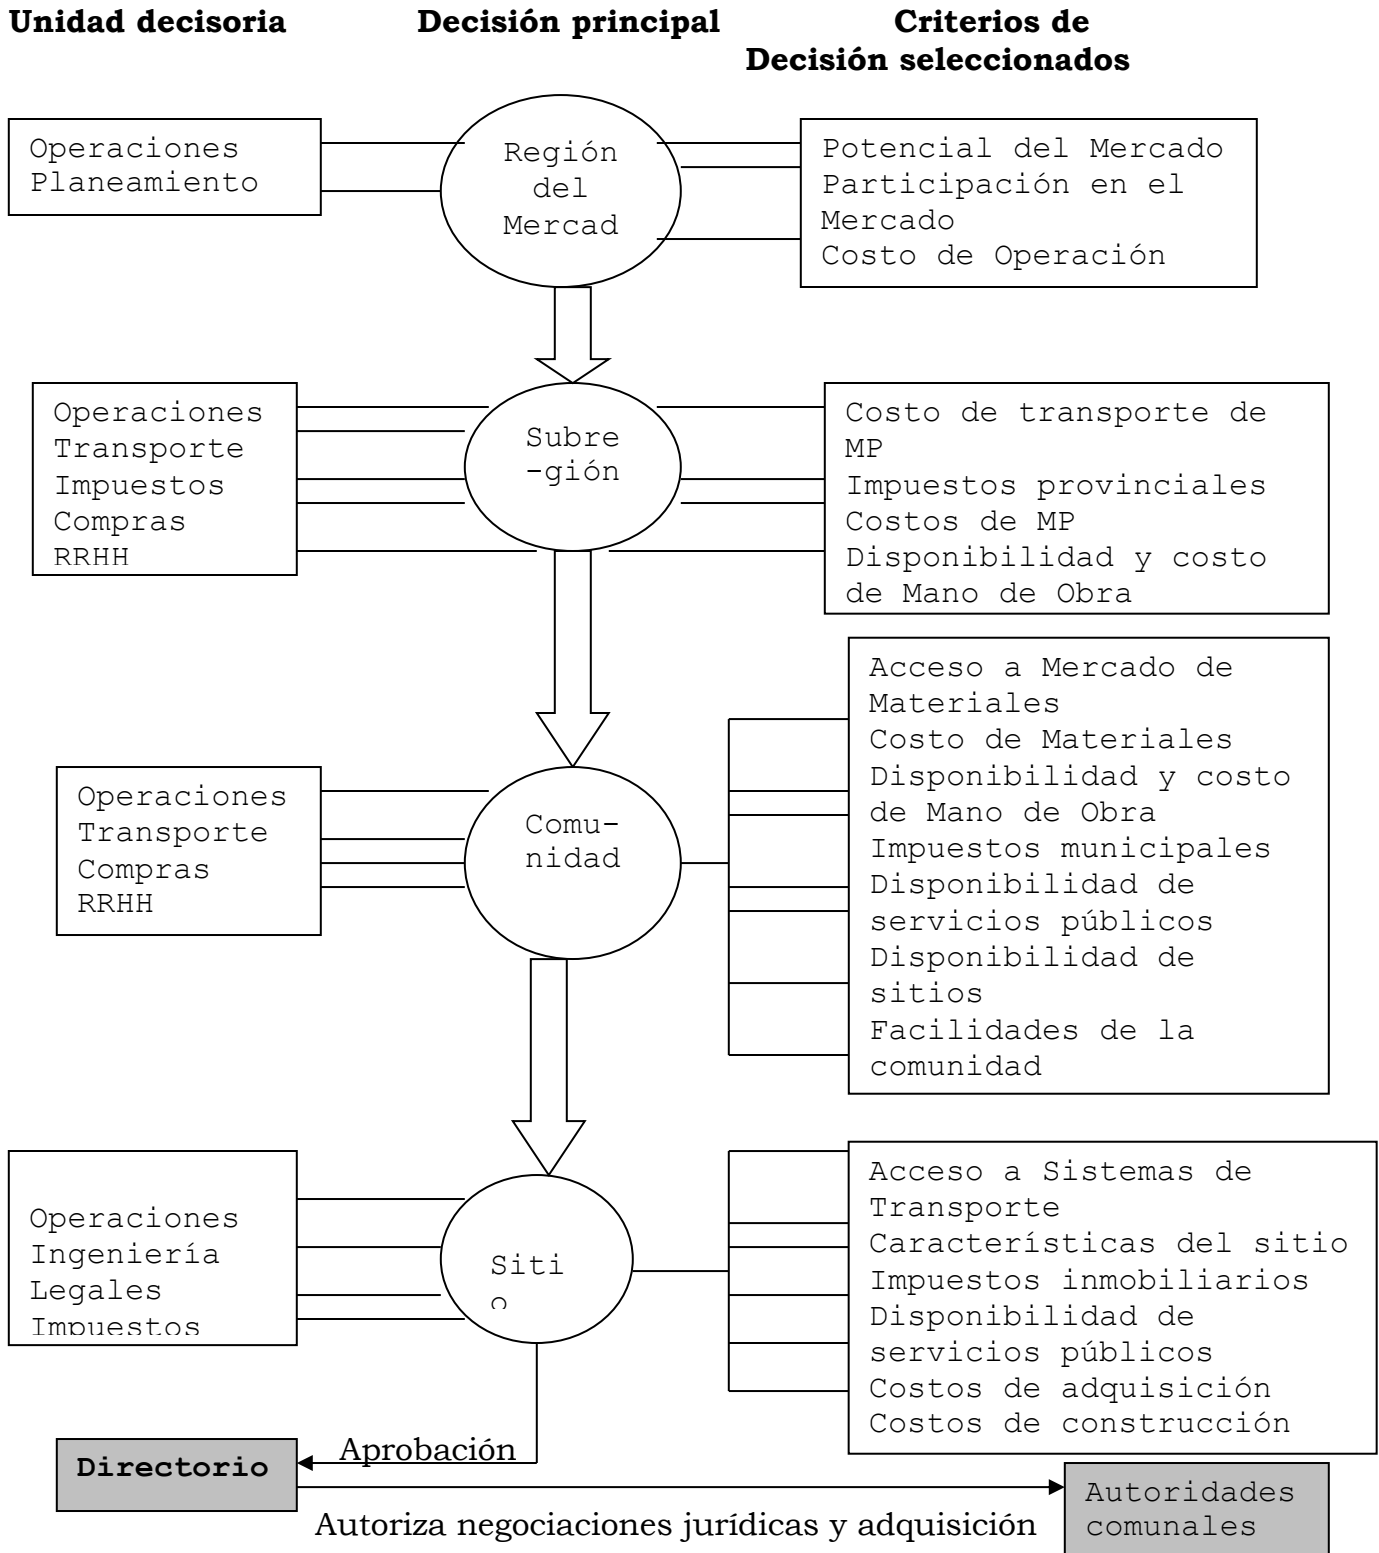 Unidad decisoria
Decisión principal
Criterios de
Decisión seleccionados
Operaciones
Planeamiento
Región
del
Mercad
Potencial del Mercado
Participación en el
Mercado
Costo de Operación
Operaciones
Transporte
Impuestos
Compras
RRHH
Subre
-gión
Costo de transporte de
MP
Impuestos provinciales
Costos de MP
Disponibilidad y costo
de Mano de Obra
Operaciones
Transporte
Compras
RRHH
Comu-
nidad
Acceso a Mercado de
Materiales
Costo de Materiales
Disponibilidad y costo
de Mano de Obra
Impuestos municipales
Disponibilidad de
servicios públicos
Disponibilidad de
sitios
Facilidades de la
comunidad
Operaciones
Ingeniería
Legales
Impuestos
Siti
o
Acceso a Sistemas de
Transporte
Características del sitio
Impuestos inmobiliarios
Disponibilidad de
servicios públicos
Costos de adquisición
Costos de construcción
Directorio
Aprobación
Autoriza negociaciones jurídicas y adquisición
Autoridades
comunales